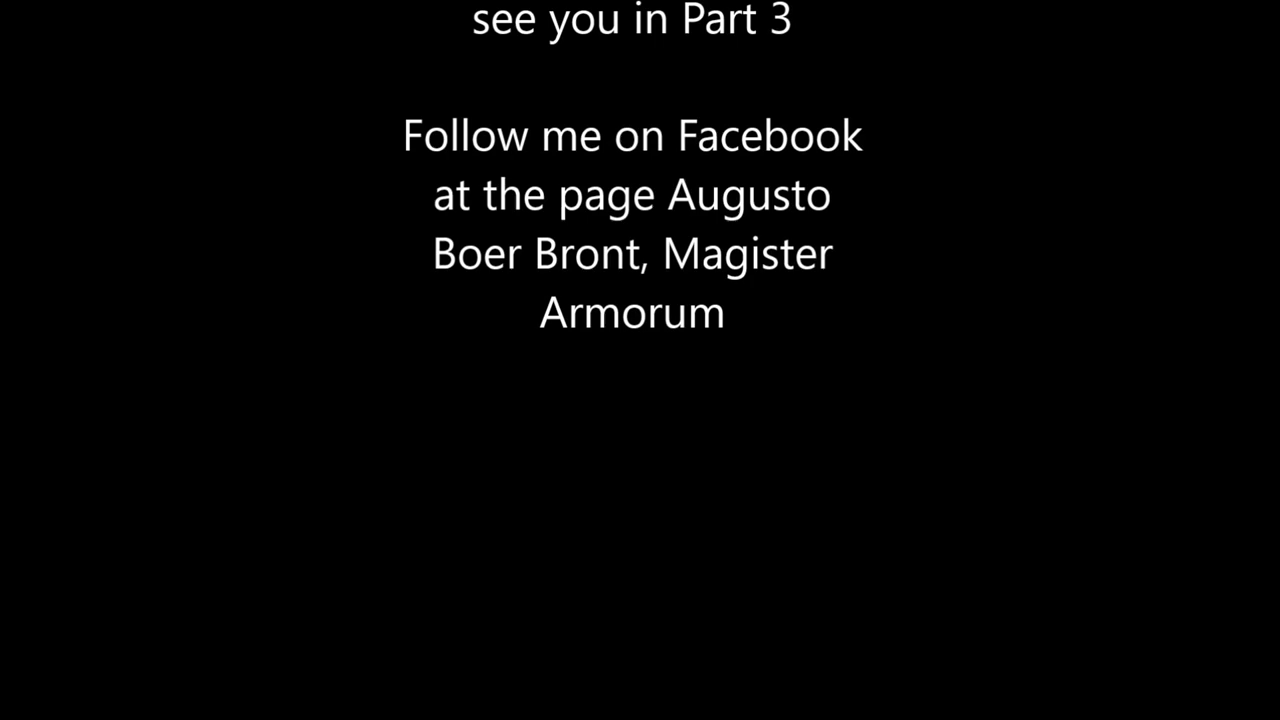 see you in Part 3
Follow me on Facebook
at the page Augusto
Boer Bront, Magister
Armorum